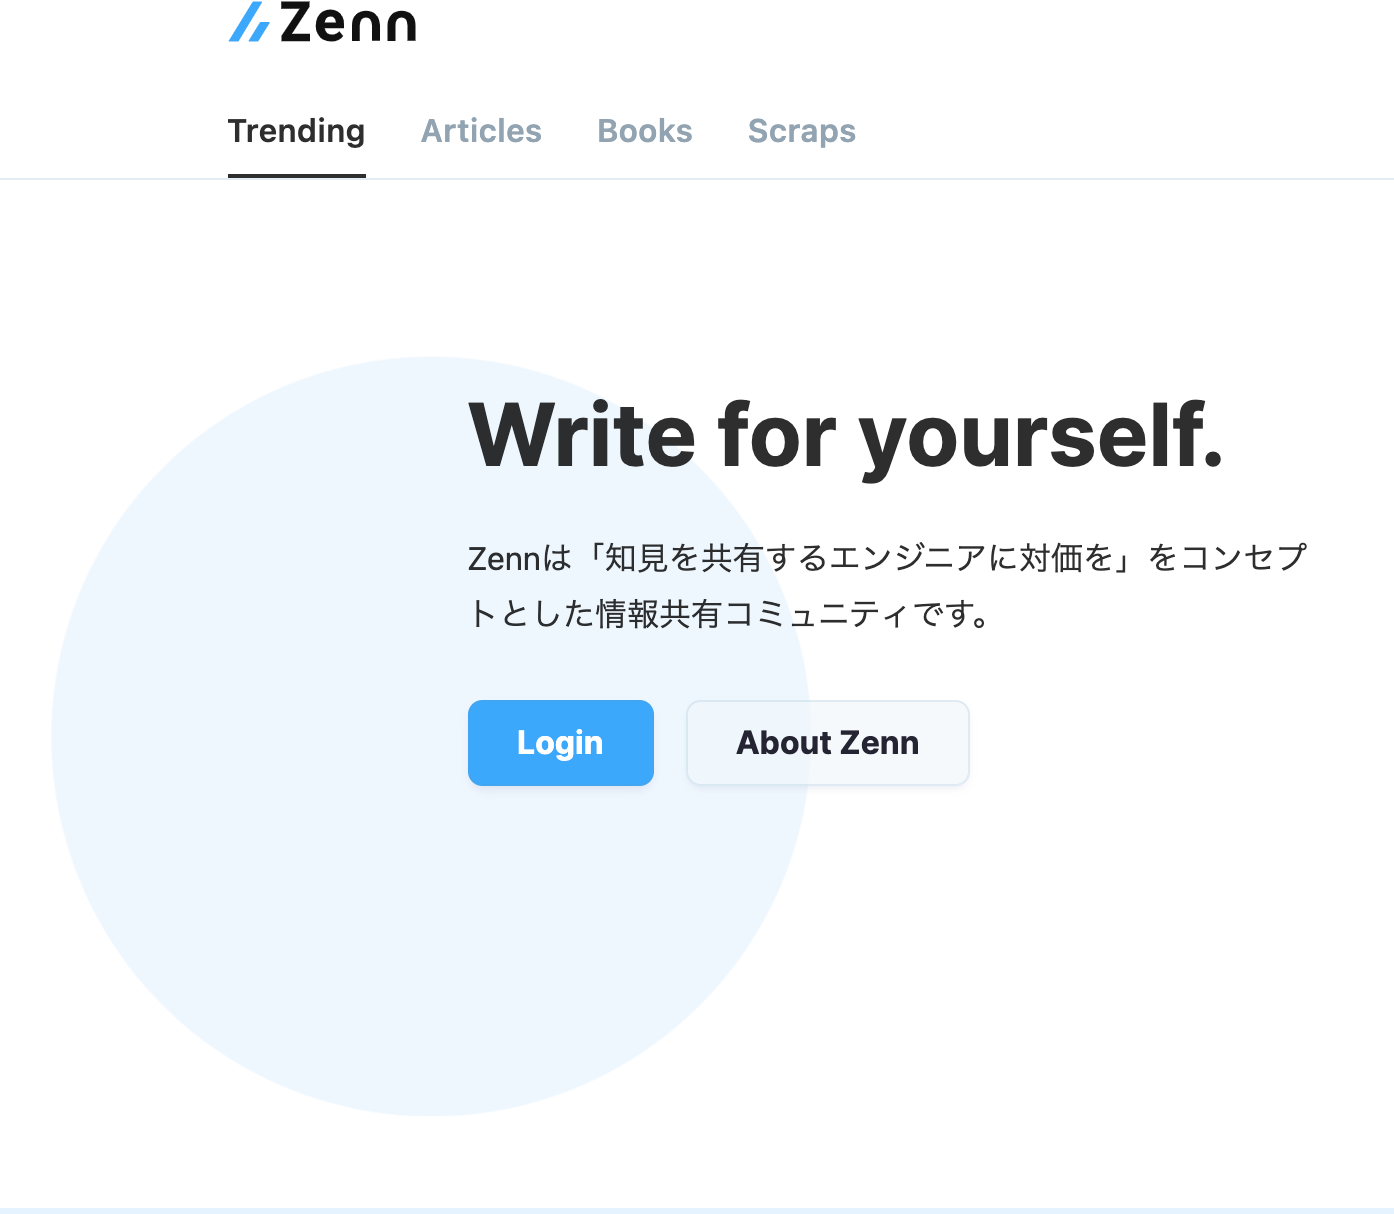 Zenn
Trending Articles Books Scraps
Write for yourself.
Zennは「知見を共有するエンジニアに対価を」をコンセプ
トとした情報共有コミュニティです。
Login About Zenn